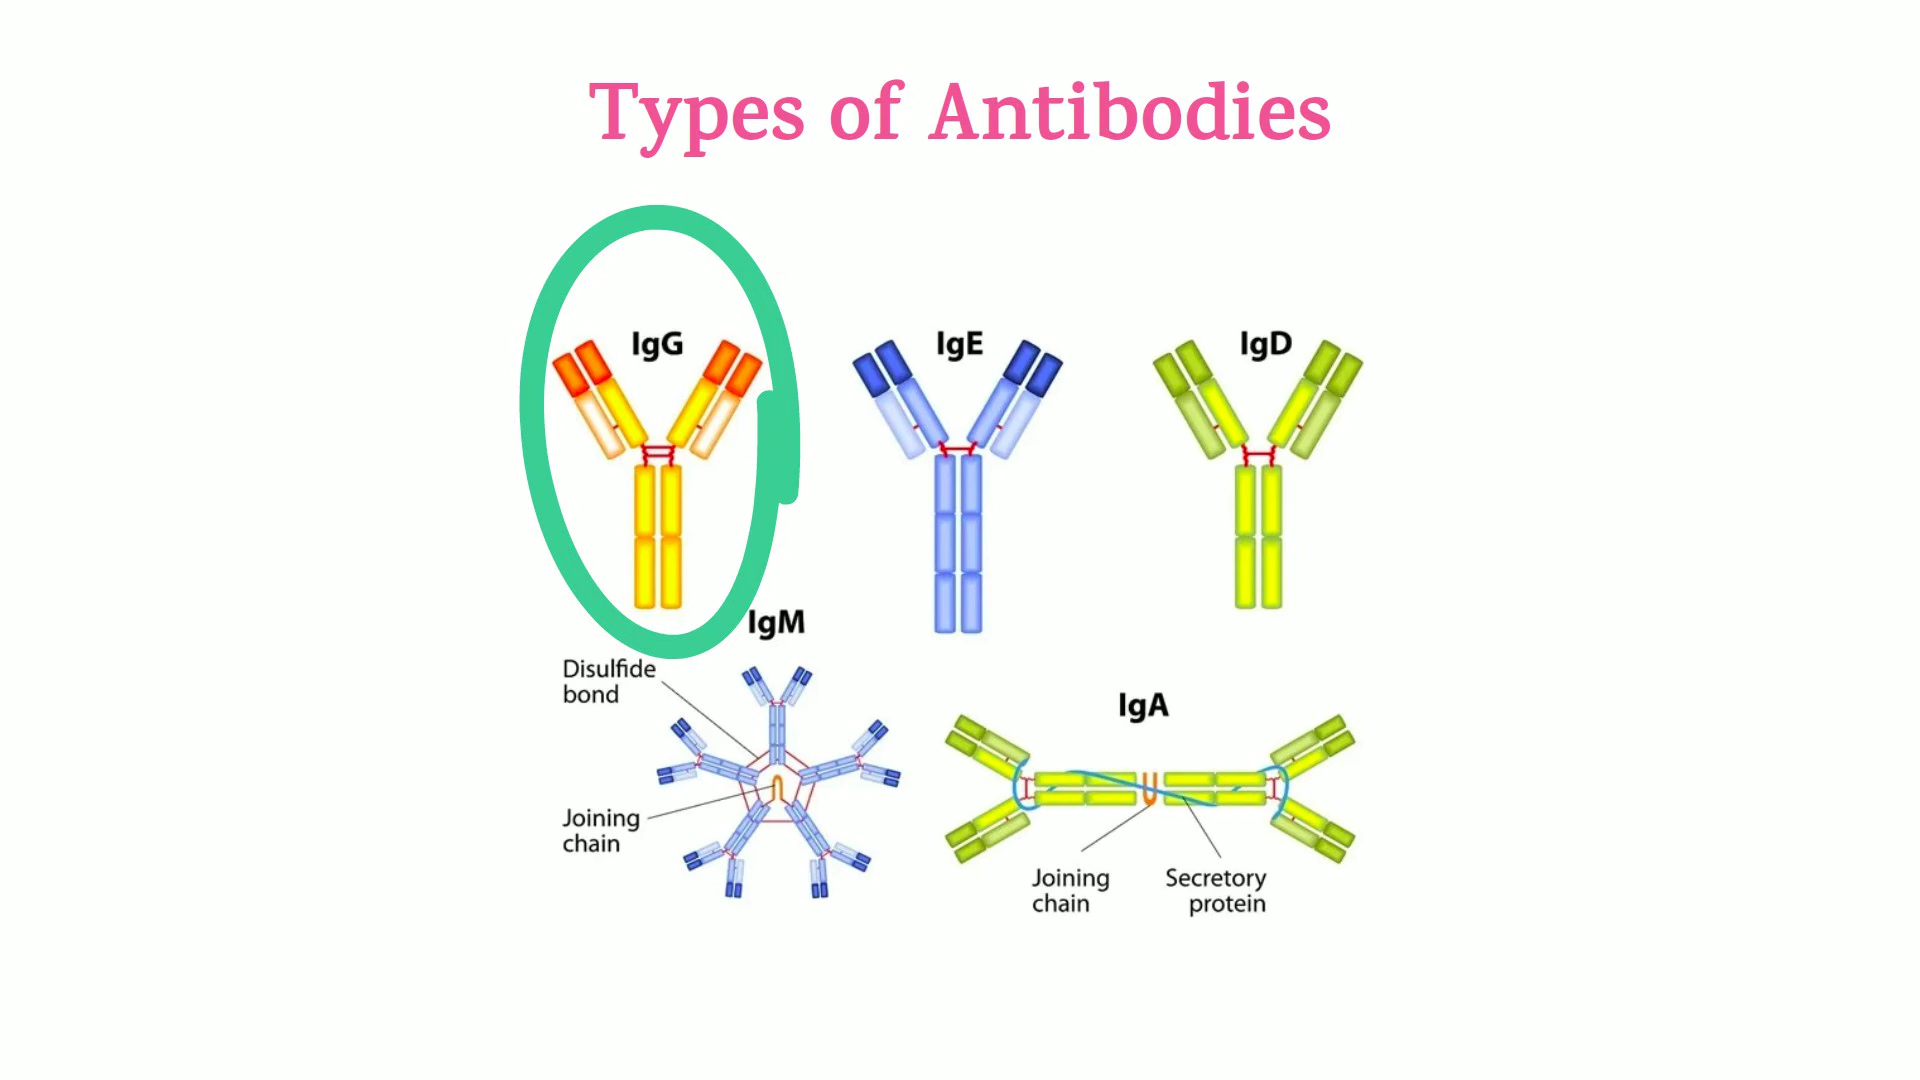 Types of Antibodies
IgG
IgE
IgD
IgM
Disulfide
bond
Joining
chain
IgA
Joining
chain
Secretory
protein